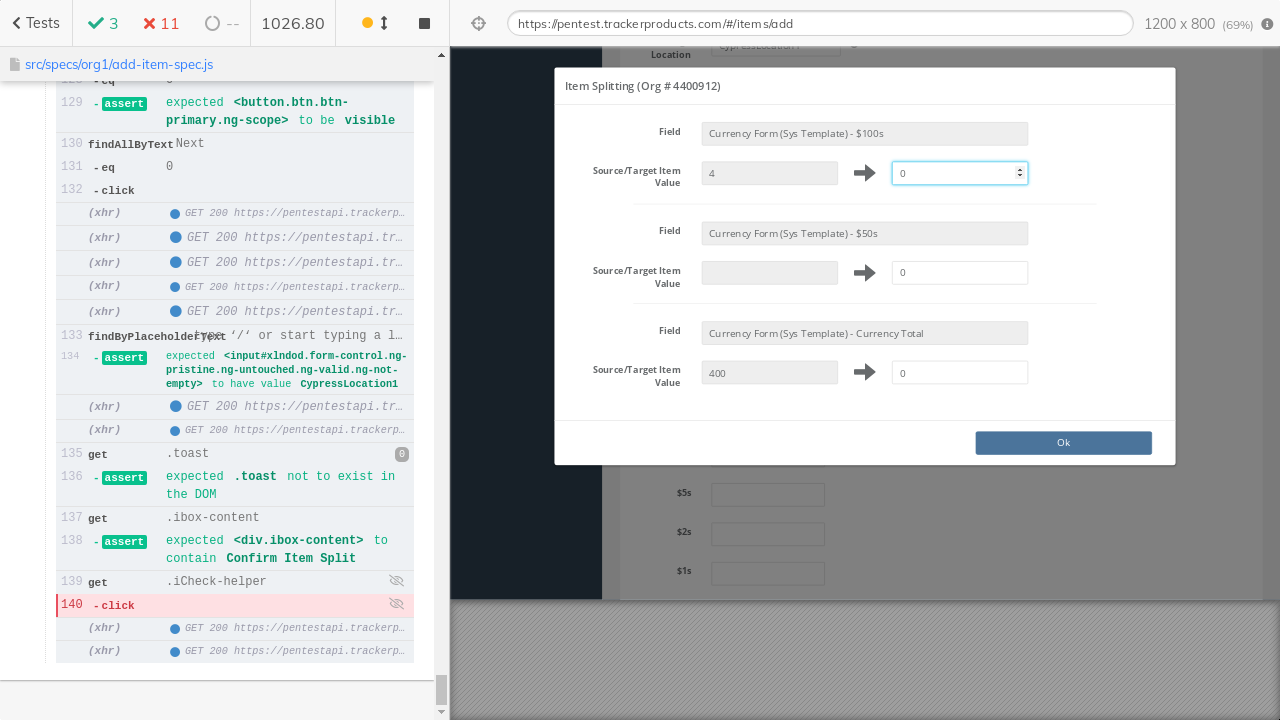 Tests
3
11
--
1026.80
https://pentest.trackerproducts.com/#/items/add
1200 x 800 (69%)
src/specs/org1/add-item-spec.js
129 -assert expected <button.btn.btn-
primary.ng-scope> to be visible
130 findAllByText Next
131 -eq 0
132 -click
(xhr) GET 200 https://pentestapi.trackerp…
(xhr) GET 200 https://pentestapi.tr…
(xhr) GET 200 https://pentestapi.tr…
(xhr) GET 200 https://pentestapi.trackerp…
(xhr) GET 200 https://pentestapi.tr…
133 findByPlaceholderText type ‘/‘ or start typing a l…
134 -assert expected <input#xlndod.form-control.ng-
pristine.ng-untouched.ng-valid.ng-not-
empty> to have value CypressLocation1
(xhr) GET 200 https://pentestapi.tr…
(xhr) GET 200 https://pentestapi.trackerp…
135 get .toast 0
136 -assert expected .toast not to exist in
the DOM
137 get .ibox-content
138 -assert expected <div.ibox-content> to
contain Confirm Item Split
139 get .iCheck-helper
140 -click
(xhr) GET 200 https://pentestapi.trackerp…
(xhr) GET 200 https://pentestapi.trackerp…
Location
Item Splitting (Org # 4400912)
Field Currency Form (Sys Template) - $100s
Source/Target Item
Value
4 0
Field Currency Form (Sys Template) - $50s
Source/Target Item
Value
0
Field Currency Form (Sys Template) - Currency Total
Source/Target Item
Value
400 0
Ok
$5s
$2s
$1s